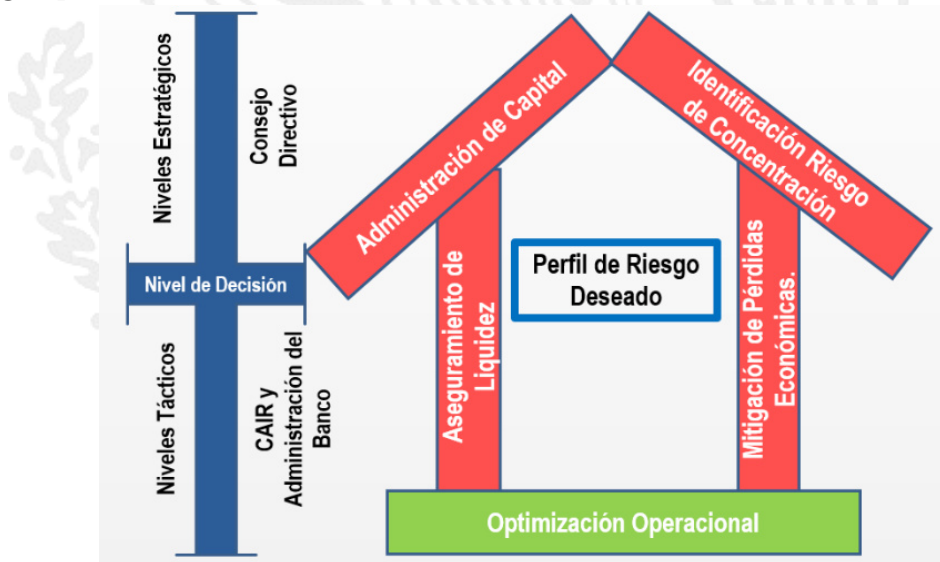 Niveles Estratégicos
Consejo
Directivo
Nivel de Decisión
Niveles Tácticos
CAIR y
Administración del
Banco
Administración de Capital
Identificación Riesgo
de Concentración
Perfil de Riesgo
Deseado
Aseguramiento de
Liquidez
Mitigación de Pérdidas
Económicas.
Optimización Operacional